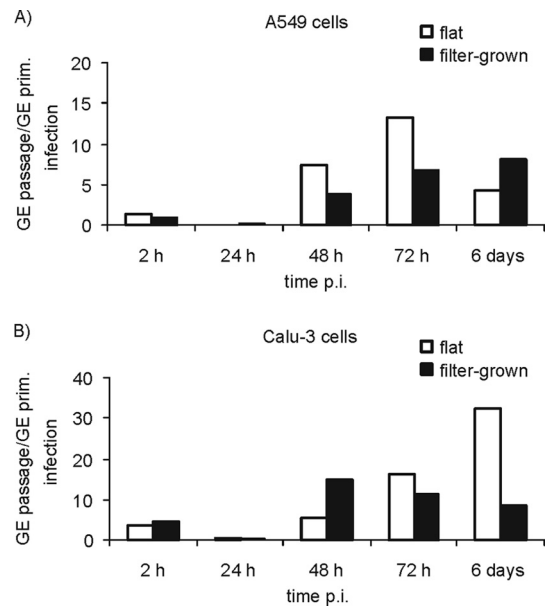 A)
A549 cells
flat
filter-grown
GE passage/GE prim.
infection
20
15
10
5
0
2 h 24 h 48 h 72 h 6 days
time p.i.
B)
Calu-3 cells
flat
filter-grown
GE passage/GE prim.
infection
40
30
20
10
0
2 h 24 h 48 h 72 h 6 days
time p.i.